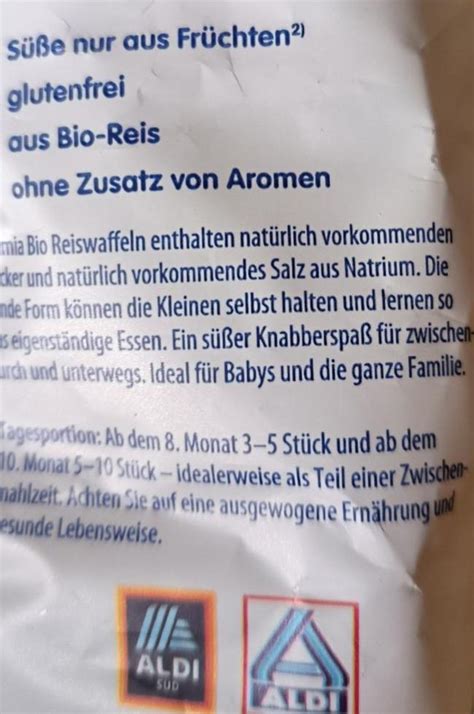 Süße nur aus Früchten²⁾
glutenfrei
aus Bio-Reis
ohne Zusatz von Aromen
Bio Reiswaffeln enthalten natürlich vorkommenden
und natürlich vorkommendes Salz aus Natrium. Die
Form können die Kleinen selbst halten und lernen so
eigenständige Essen. Ein süßer Knabberspaß für zwischen-
und unterwegs. Ideal für Babys und die ganze Familie.
Tagesportion: Ab dem 8. Monat 3–5 Stück und ab dem
10. Monat 5–10 Stück – idealerweise als Teil einer Zwischen-
mahlzeit. Achten Sie auf eine ausgewogene Ernährung und
esunde Lebensweise.
ALDI
SÜD
ALDI